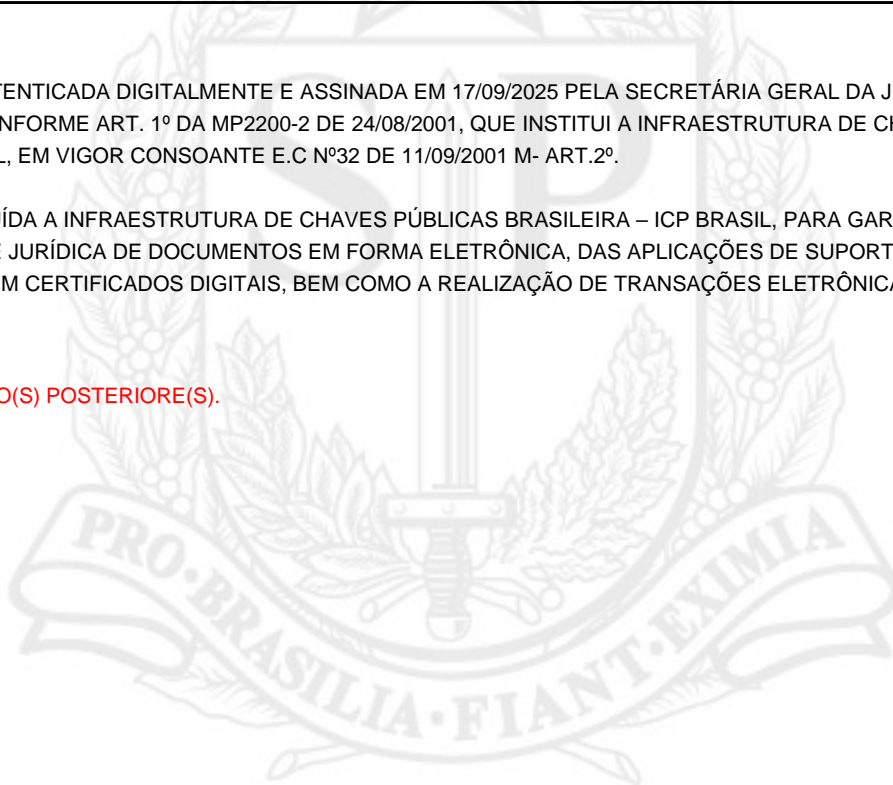 TENTICADA DIGITALMENTE E ASSINADA EM 17/09/2025 PELA SECRETÁRIA GERAL DA J
NFORME ART. 1º DA MP2200-2 DE 24/08/2001, QUE INSTITUI A INFRAESTRUTURA DE CH
L, EM VIGOR CONSOANTE E.C Nº32 DE 11/09/2001 M- ART.2º.
ÍDA A INFRAESTRUTURA DE CHAVES PÚBLICAS BRASILEIRA – ICP BRASIL, PARA GAR
E JURÍDICA DE DOCUMENTOS EM FORMA ELETRÔNICA, DAS APLICAÇÕES DE SUPORT
M CERTIFICADOS DIGITAIS, BEM COMO A REALIZAÇÃO DE TRANSAÇÕES ELETRÔNICA
O(S) POSTERIORE(S).
SP
PRO·BRASILIA·FIANT·EXIMIA